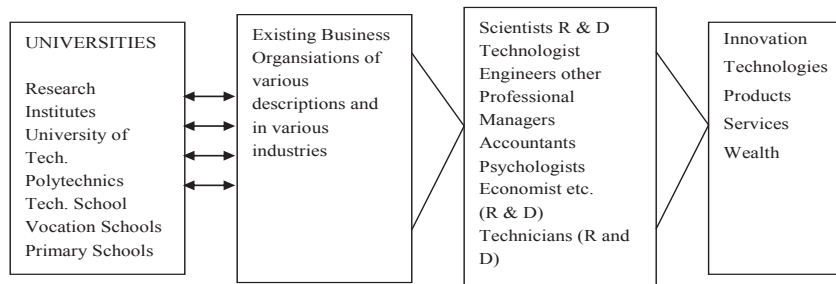 UNIVERSITIES
Research
Institutes
University of
Tech.
Polytechnics
Tech. School
Vocation Schools
Primary Schools
Existing Business
Organsiations of
various
descriptions and
in various
industries
Scientists R & D
Technologist
Engineers other
Professional
Managers
Accountants
Psychologists
Economist etc.
(R & D)
Technicians (R and
D)
Innovation
Technologies
Products
Services
Wealth